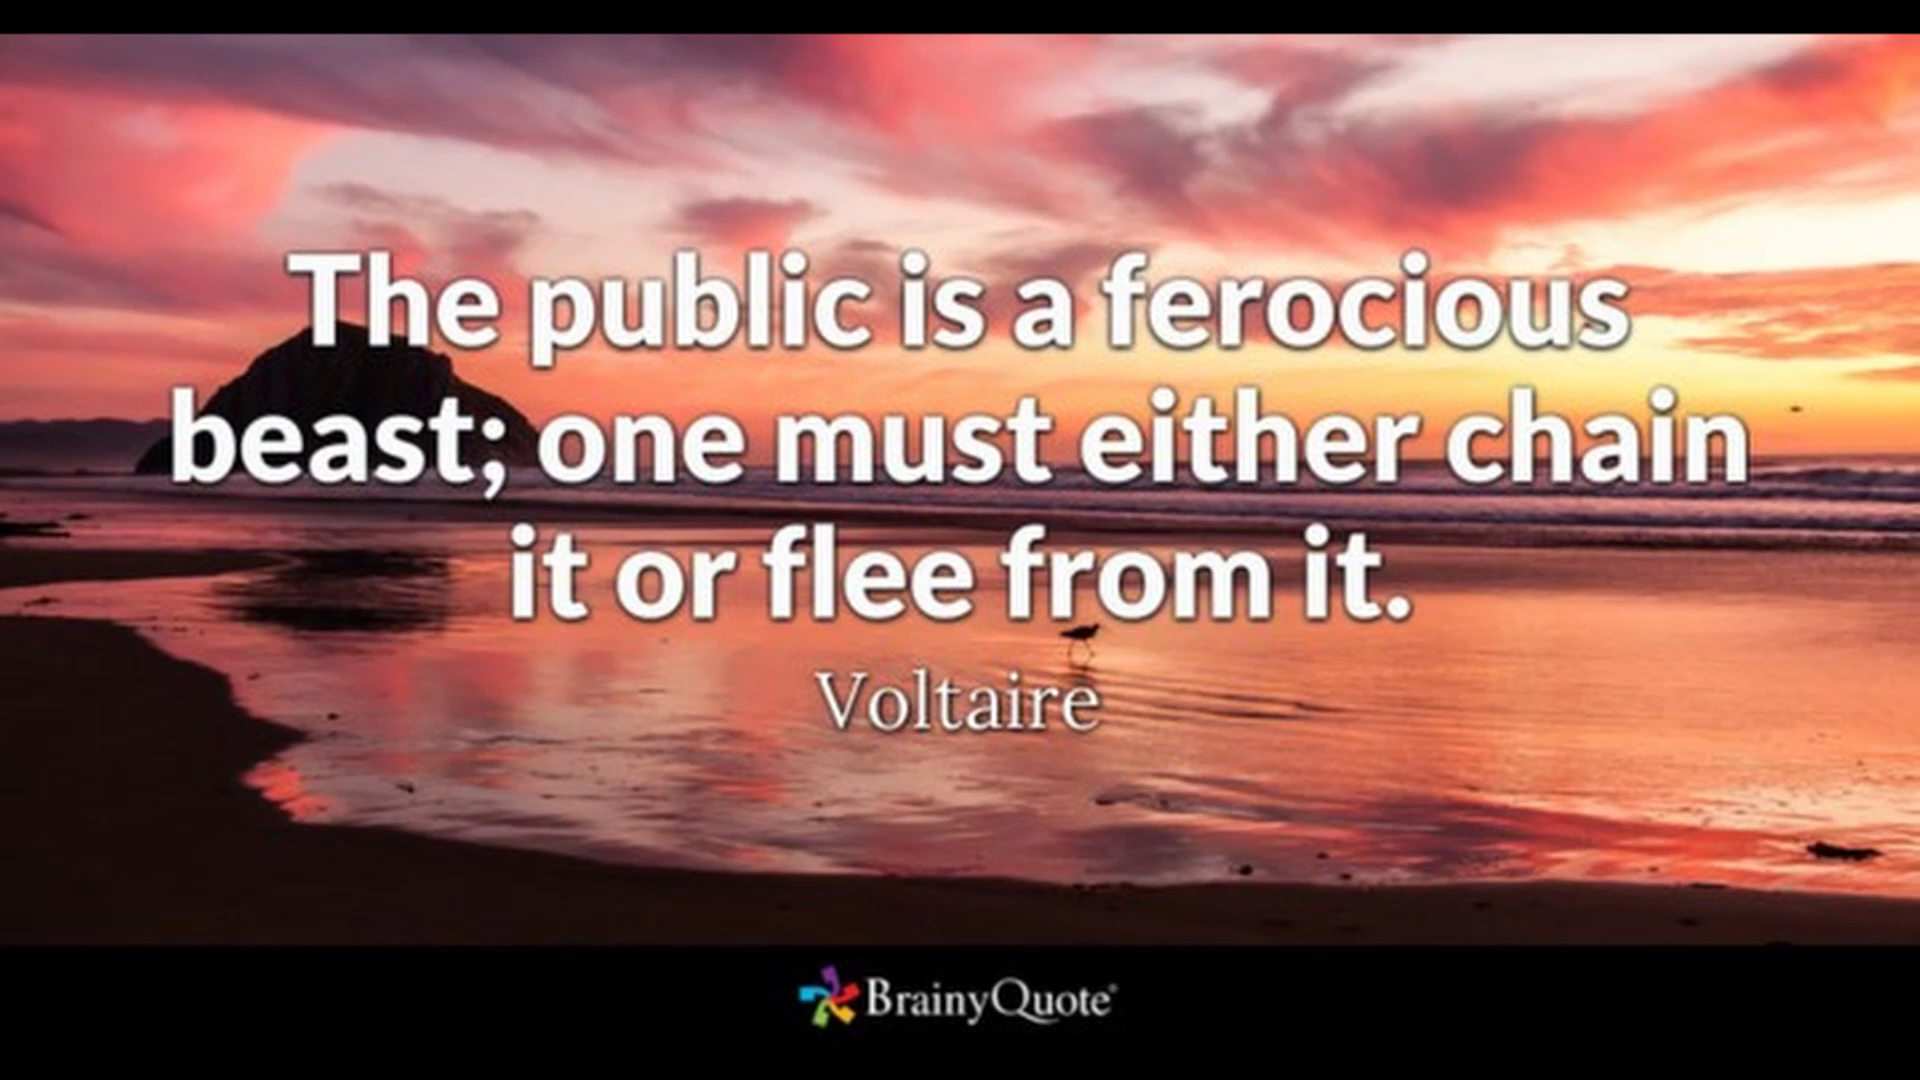 The public is a ferocious
beast; one must either chain
it or flee from it.
Voltaire
BrainyQuote®